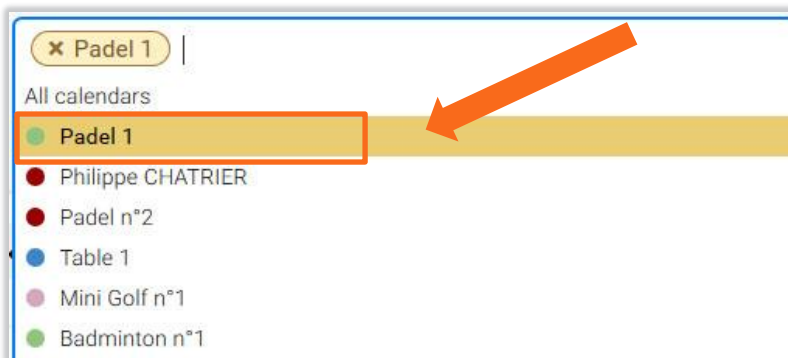 × Padel 1
All calendars
Padel 1
Philippe CHATRIER
Padel n°2
Table 1
Mini Golf n°1
Badminton n°1